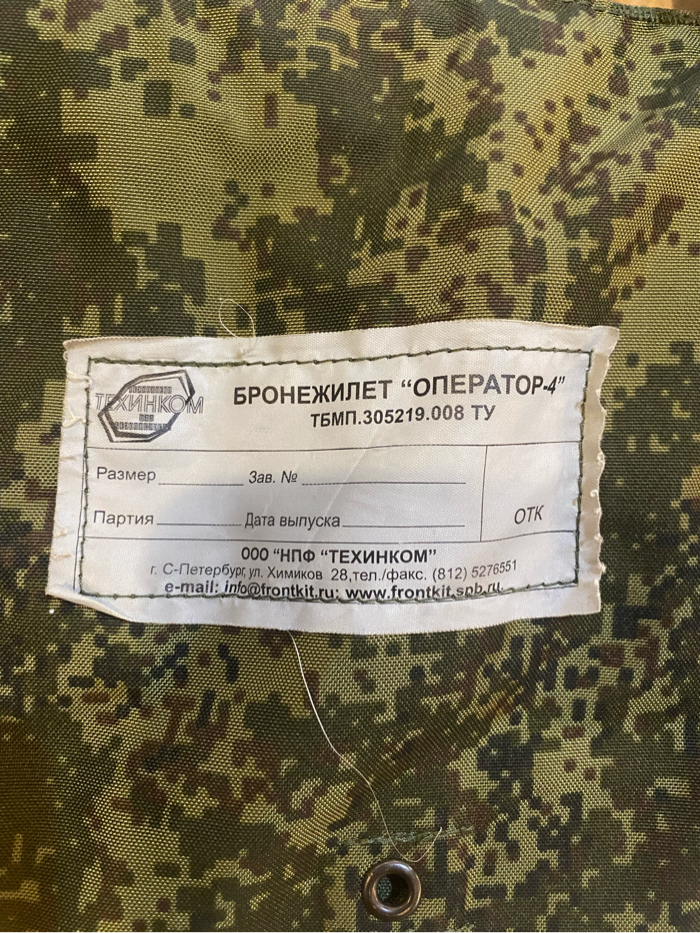 ТЕХИНКОМ
БРОНЕЖИЛЕТ “ОПЕРАТОР-4”
ТБМП.305219.008 ТУ
Размер Зав. №
Партия Дата выпуска ОТК
ООО “НПФ “ТЕХИНКОМ”
г. С-Петербург, ул. Химиков 28,тел./факс. (812) 5276551
e-mail: info@frontkit.ru; www.frontkit.spb.ru